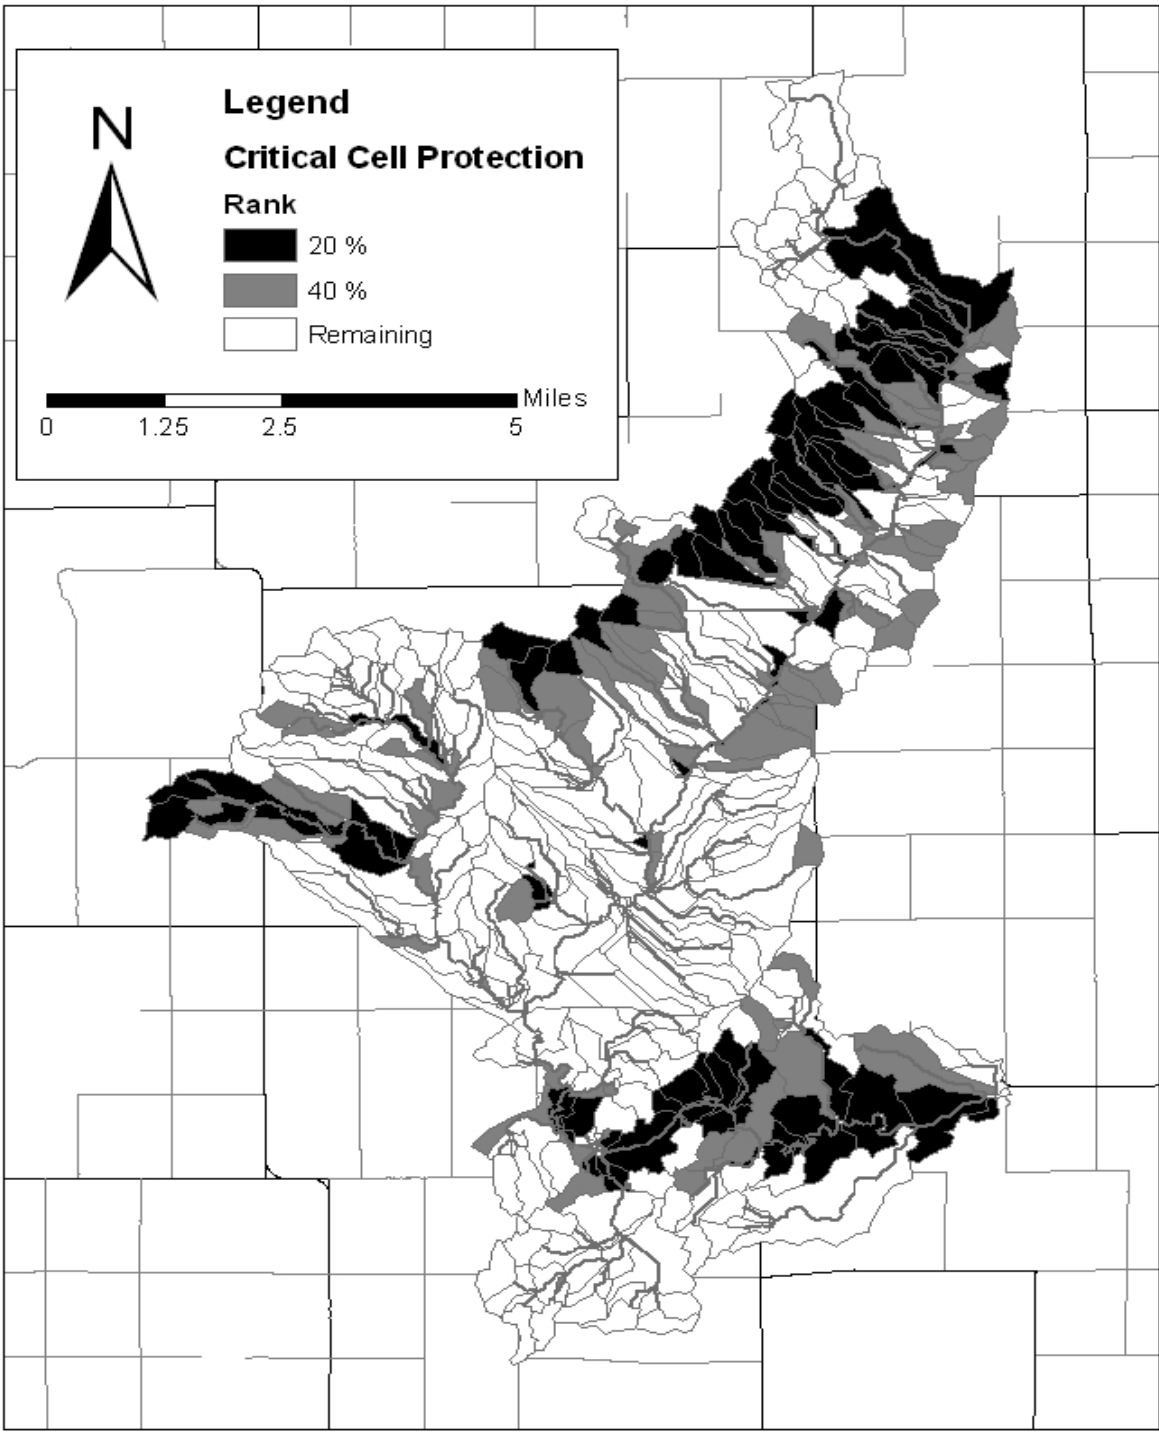 N
Legend
Critical Cell Protection
Rank
20 %
40 %
Remaining
Miles
0 1.25 2.5 5